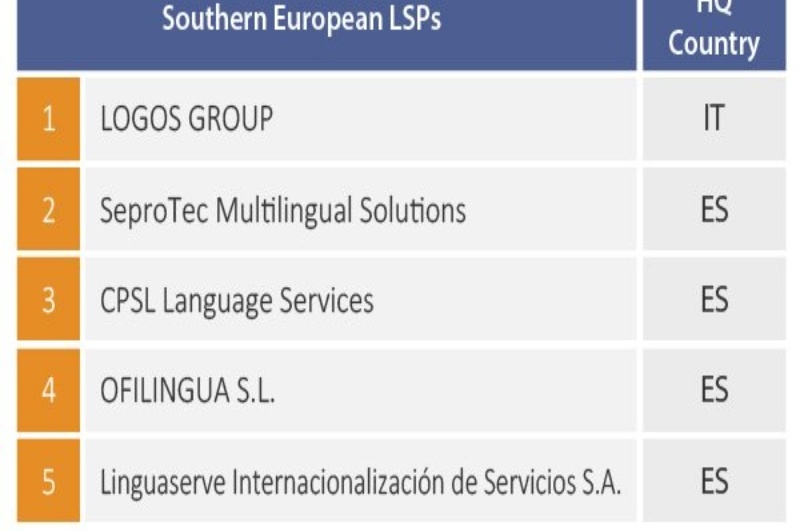 Southern European LSPs
HQ
Country
1 LOGOS GROUP IT
2 SeproTec Multilingual Solutions ES
3 CPSL Language Services ES
4 OFILINGUA S.L. ES
5 Linguaserve Internacionalización de Servicios S.A. ES